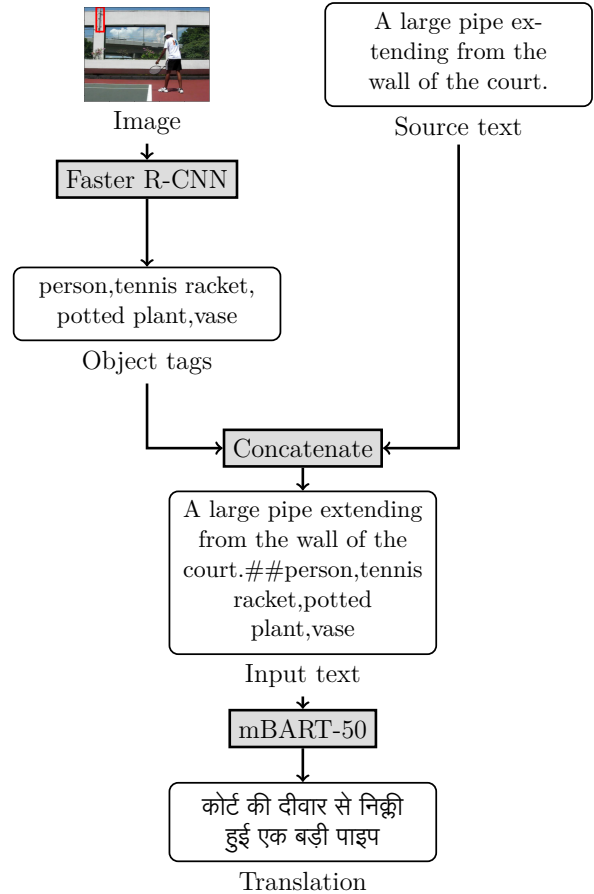 A large pipe ex-
tending from the
wall of the court.
Image
Source text
Faster R-CNN
person,tennis racket,
potted plant,vase
Object tags
Concatenate
A large pipe extending
from the wall of the
court.##person,tennis
racket,potted
plant,vase
Input text
mBART-50
कोर्ट की दीवार से निक्ली
हुई एक बड़ी पाइप
Translation